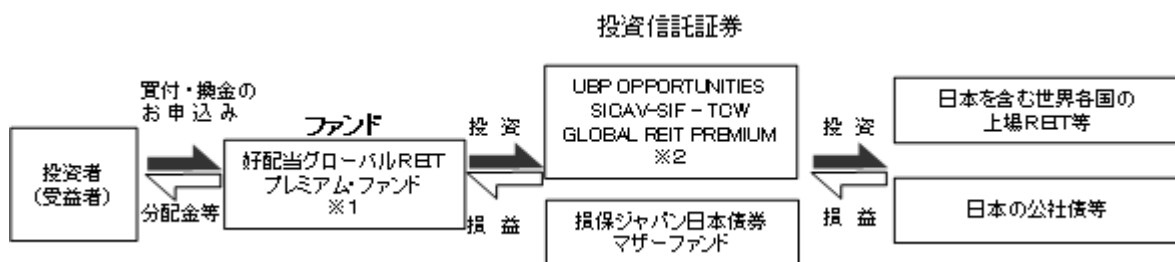 投資信託証券
買付・換金の
お申込み
投資者
(受益者)
分配金等
ファンド
好配当グローバルREIT
プレミアム・ファンド
※1
投資
損益
UBP OPPORTUNITIES
SICAV-SIF - TCW
GLOBAL REIT PREMIUM
※2
損保ジャパン日本債券
マザーファンド
投資
損益
日本を含む世界各国の
上場REIT等
日本の公社債等